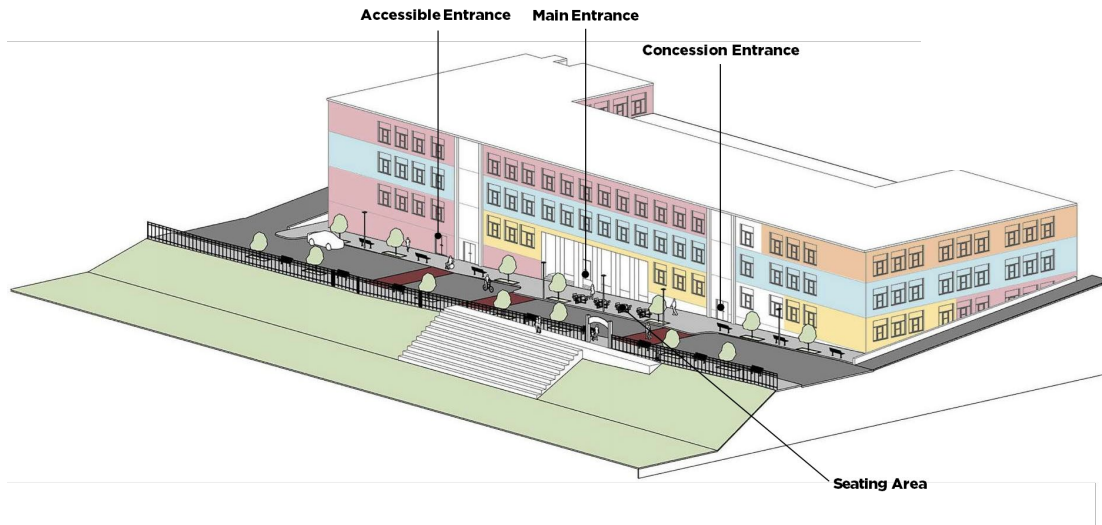 Accessible Entrance
Main Entrance
Concession Entrance
Seating Area